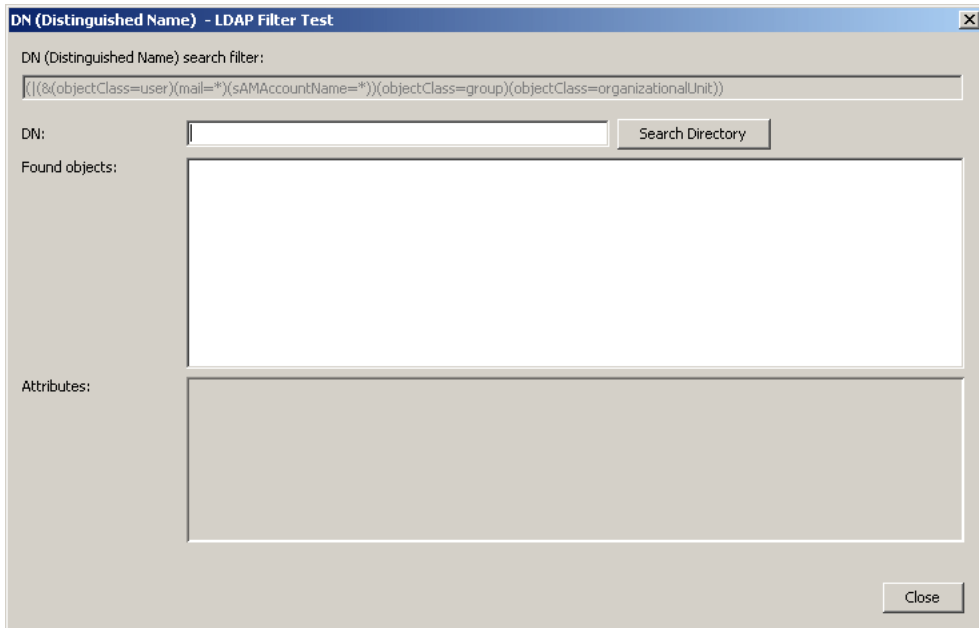 DN (Distinguished Name) - LDAP Filter Test
DN (Distinguished Name) search filter:
(|(&(objectClass=user)(mail=*)(sAMAccountName=*))(objectClass=group)(objectClass=organizationalUnit))
DN:
Search Directory
Found objects:
Attributes:
Close